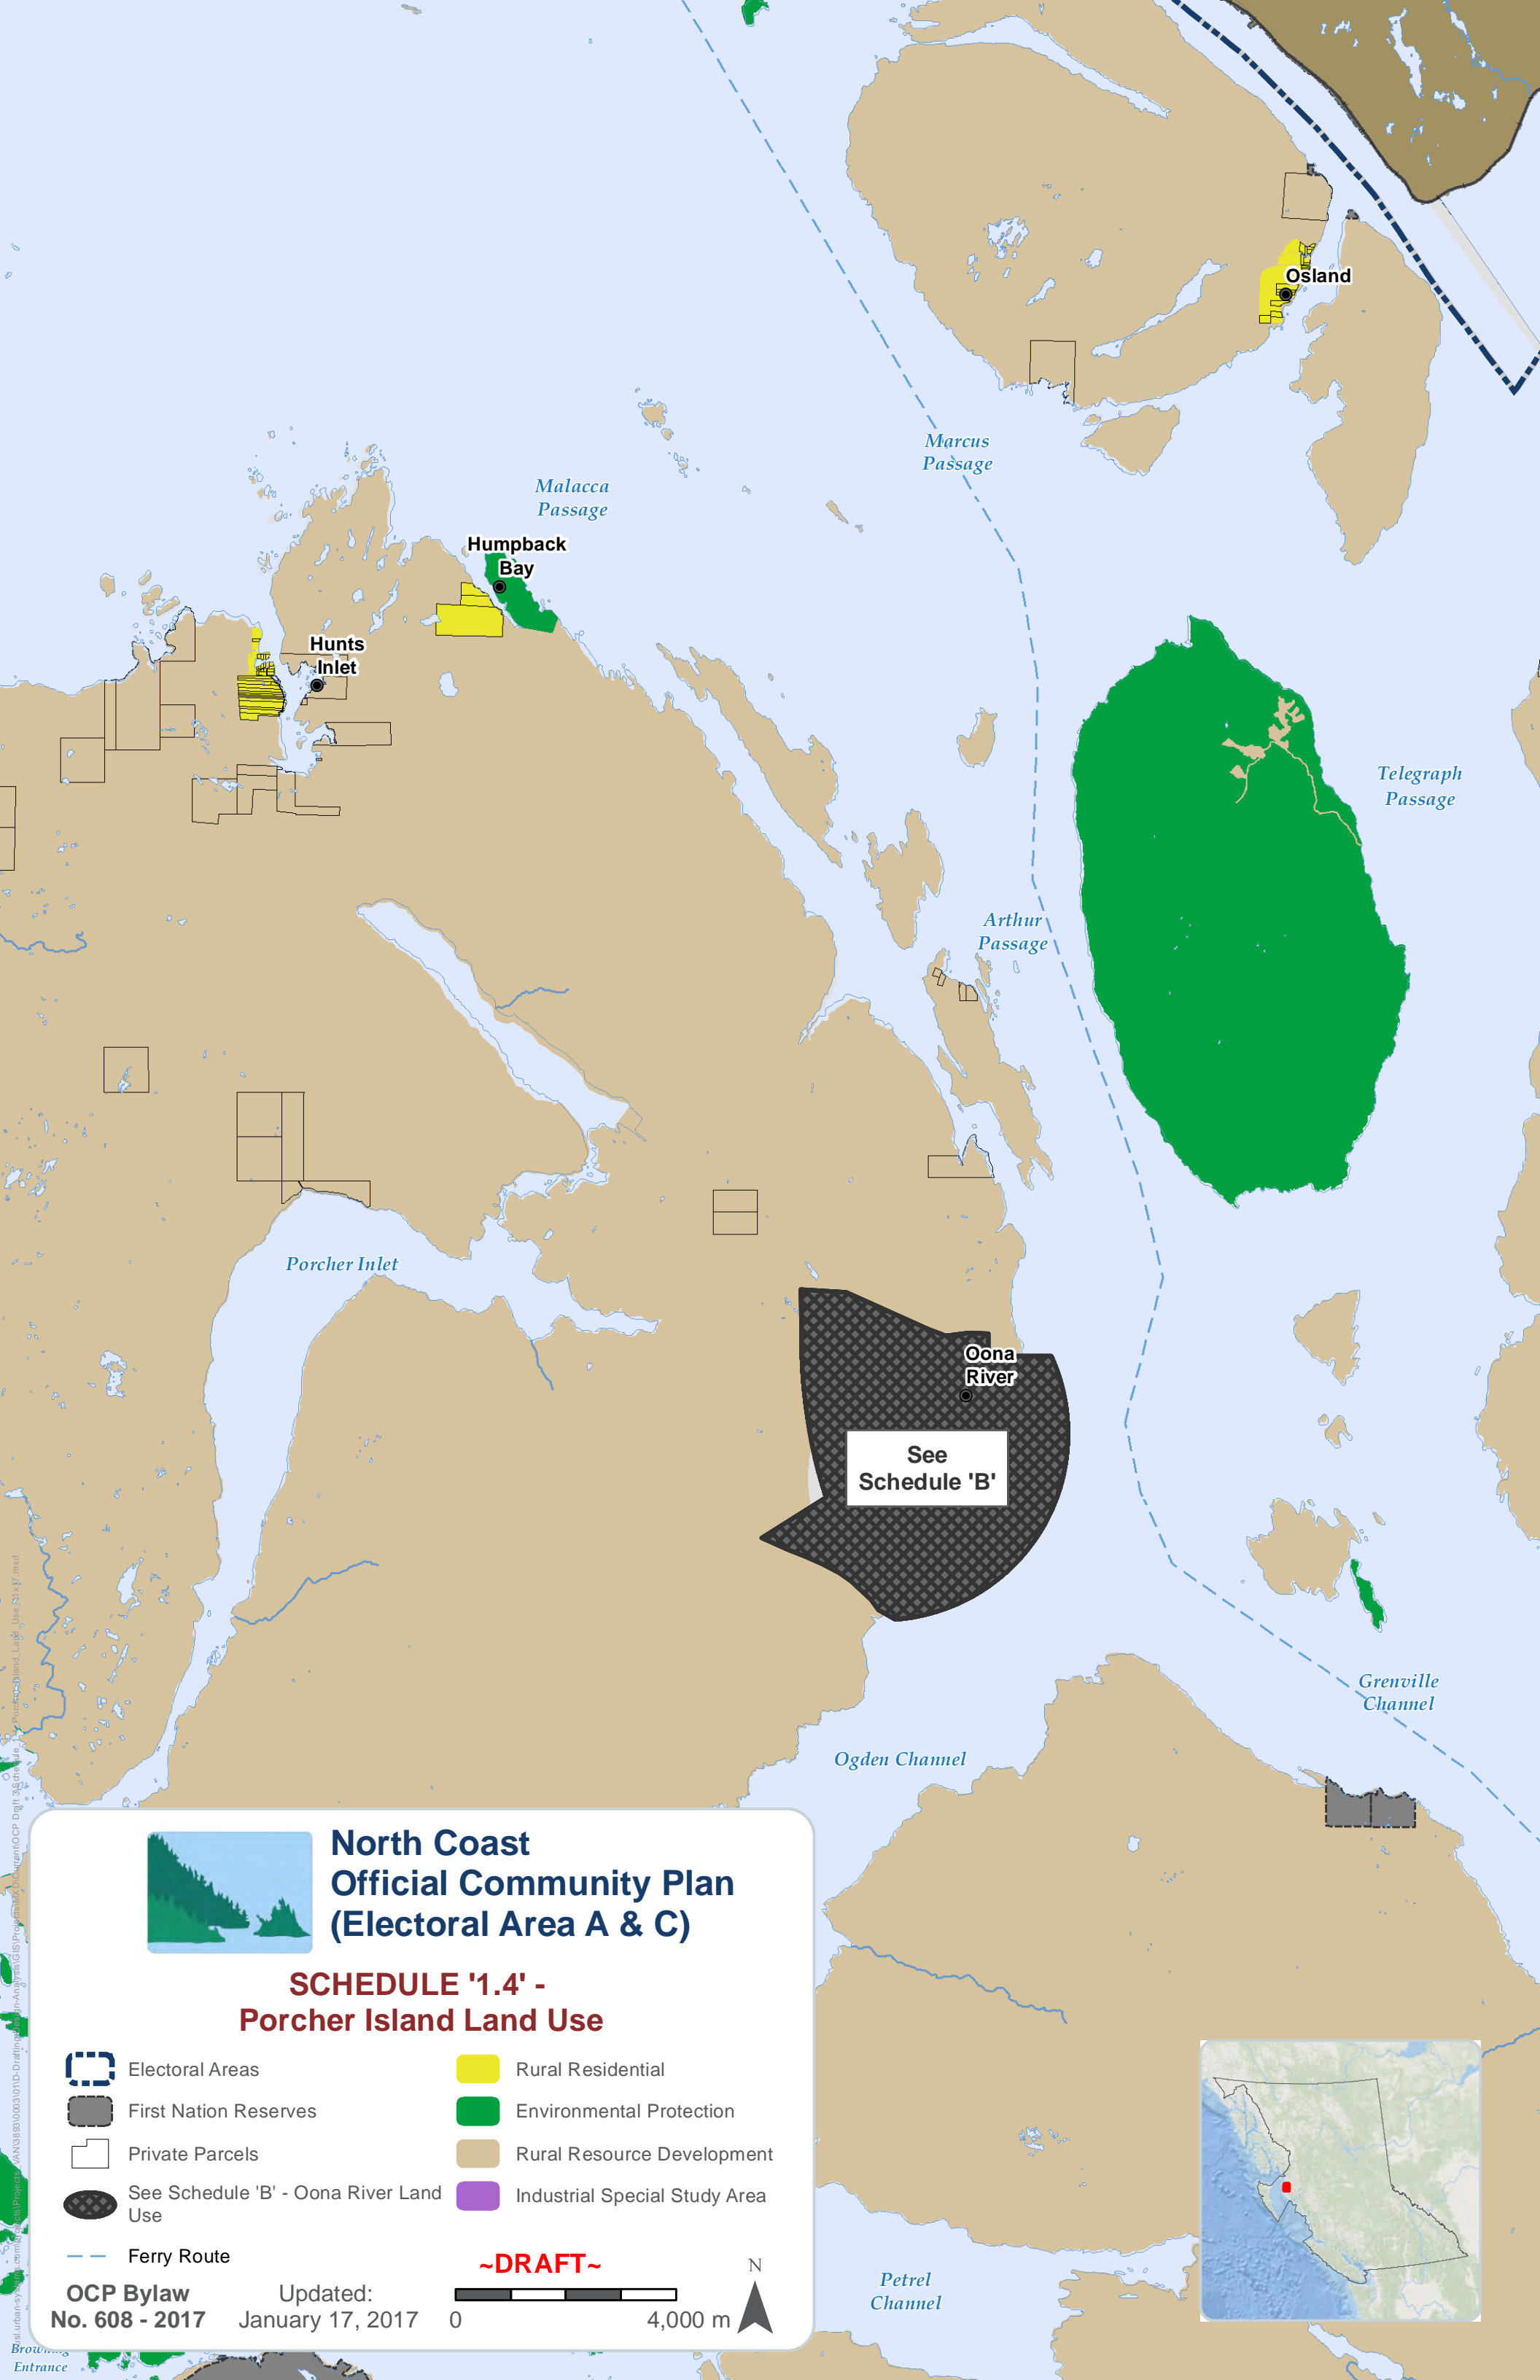 Osland
Marcus
Passage
Malacca
Passage
Humpback
Bay
Hunts
Inlet
Telegraph
Passage
Arthur
Passage
Porcher Inlet
Oona
River
See
Schedule 'B'
Grenville
Channel
Ogden Channel
North Coast
Official Community Plan
(Electoral Area A & C)
SCHEDULE '1.4' -
Porcher Island Land Use
Electoral Areas
First Nation Reserves
Private Parcels
See Schedule 'B' - Oona River Land
Use
Ferry Route
Rural Residential
Environmental Protection
Rural Resource Development
Industrial Special Study Area
~DRAFT~
OCP Bylaw
No. 608 - 2017
Updated:
January 17, 2017
0
4,000 m
N
Petrel
Channel
Browning
Entrance